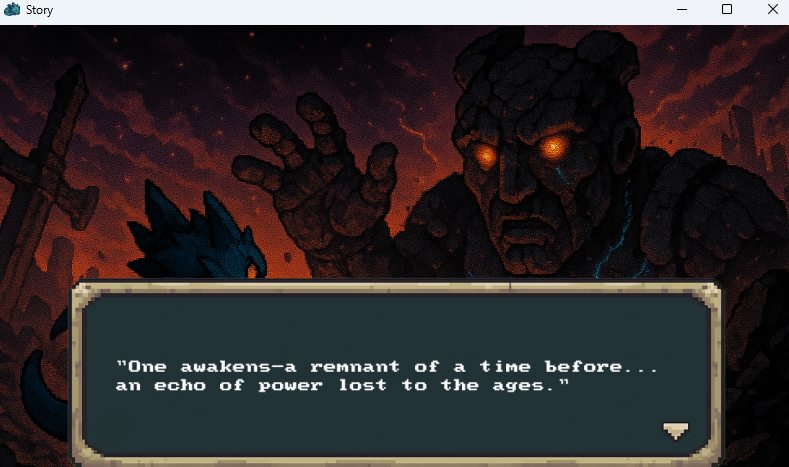 Story
"One awakens—a remnant of a time before...
an echo of power lost to the ages."